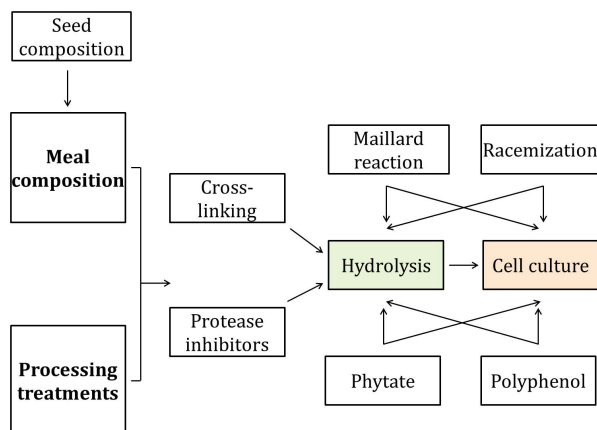 Seed
composition
Meal
composition
Processing
treatments
Cross-
linking
Protease
inhibitors
Maillard
reaction
Racemization
Hydrolysis
Cell culture
Phytate
Polyphenol